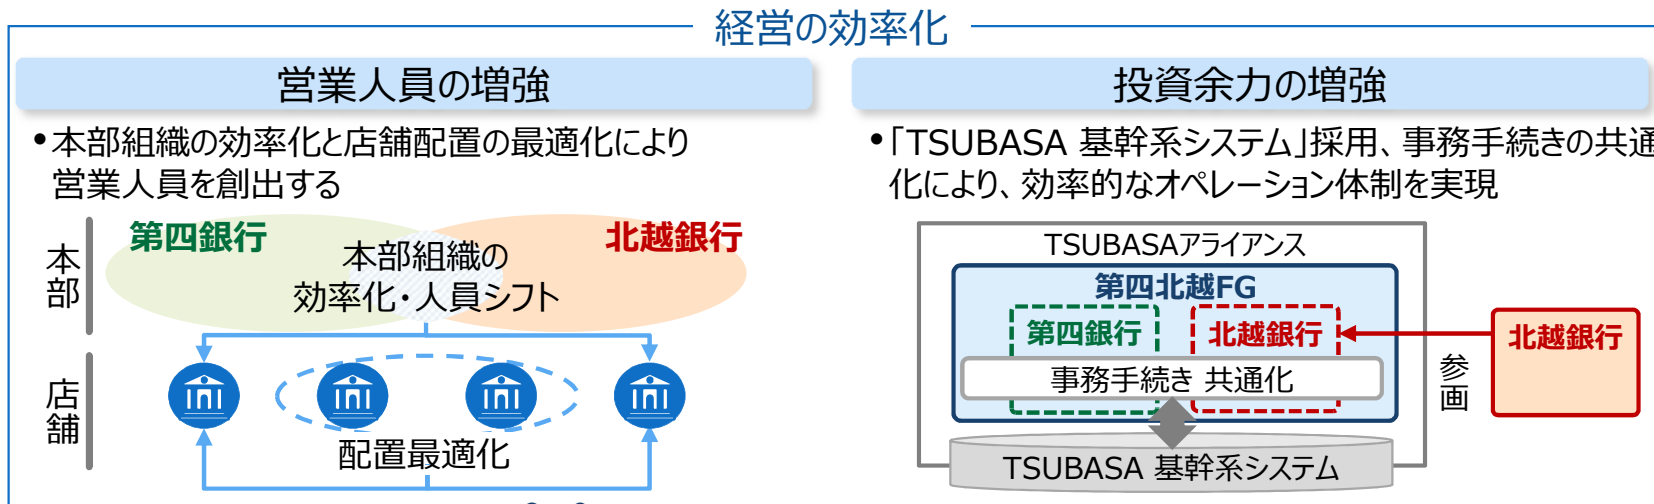 経営の効率化
営業人員の増強
•本部組織の効率化と店舗配置の最適化により
営業人員を創出する
本部
第四銀行
北越銀行
本部組織の
効率化・人員シフト
店舗
配置最適化
投資余力の増強
•「TSUBASA 基幹系システム」採用、事務手続きの共通
化により、効率的なオペレーション体制を実現
TSUBASAアライアンス
第四北越FG
第四銀行
北越銀行
事務手続き 共通化
TSUBASA 基幹系システム
参画
北越銀行